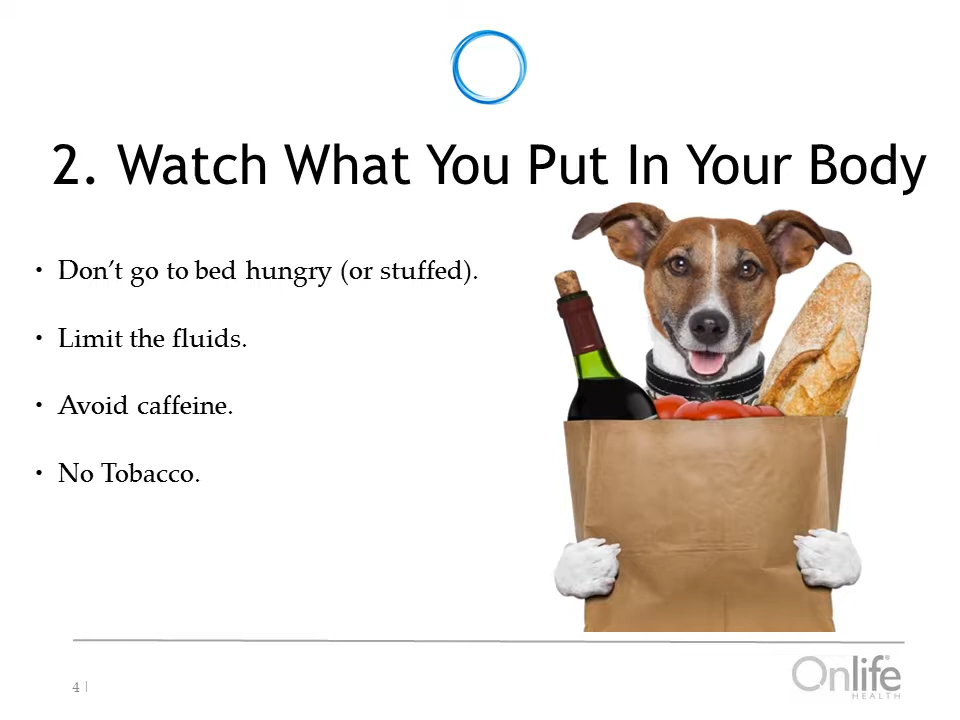 2. Watch What You Put In Your Body
• Don’t go to bed hungry (or stuffed).
• Limit the fluids.
• Avoid caffeine.
• No Tobacco.
4 |
Onlife
HEALTH